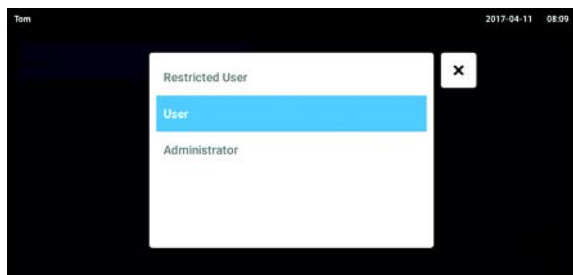 Tom 2017-04-11 08:09
Restricted User
User
Administrator